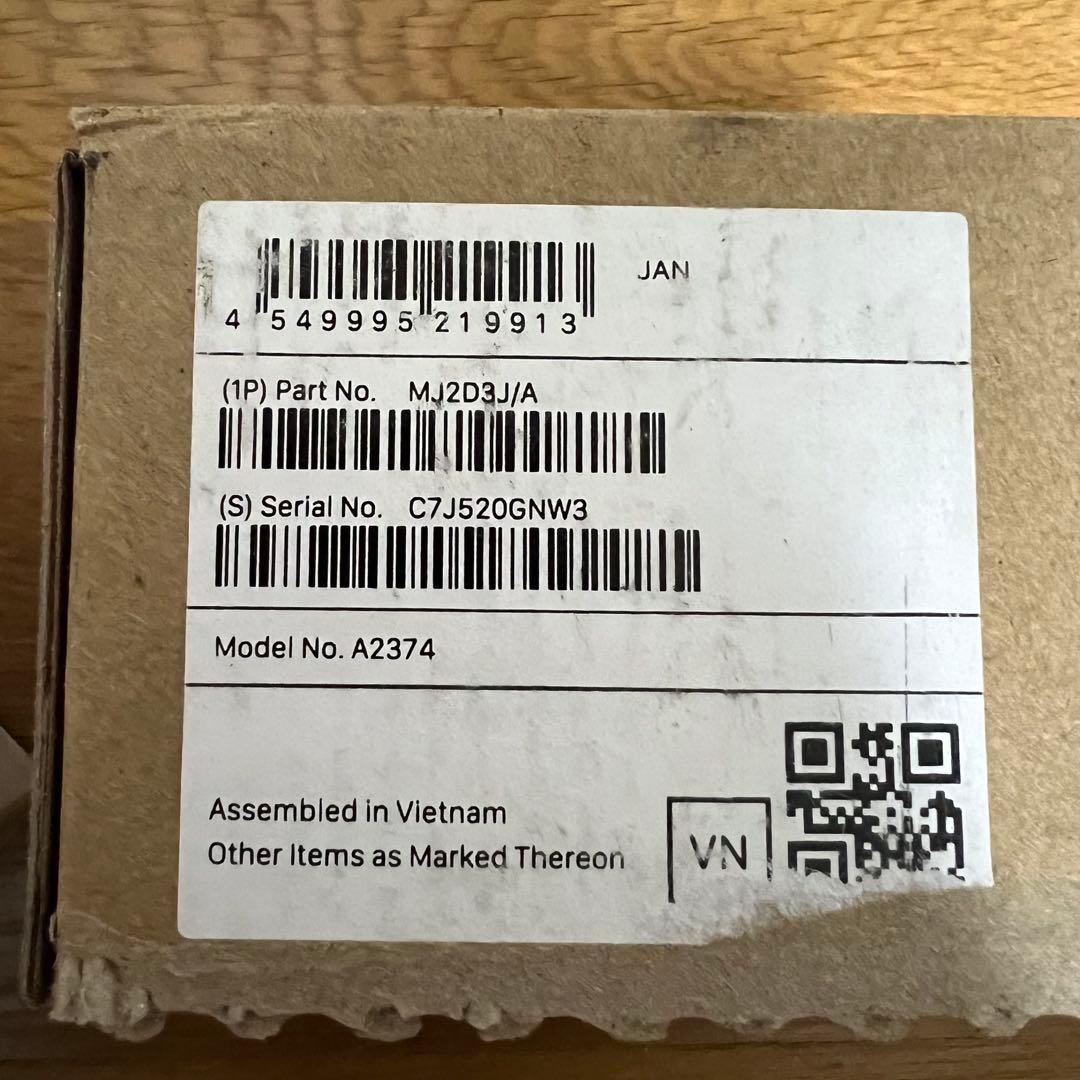 JAN
4 549995 219913
(1P) Part No. MJ2D3J/A
(S) Serial No. C7J520GNW3
Model No. A2374
Assembled in Vietnam
Other Items as Marked Thereon
VN